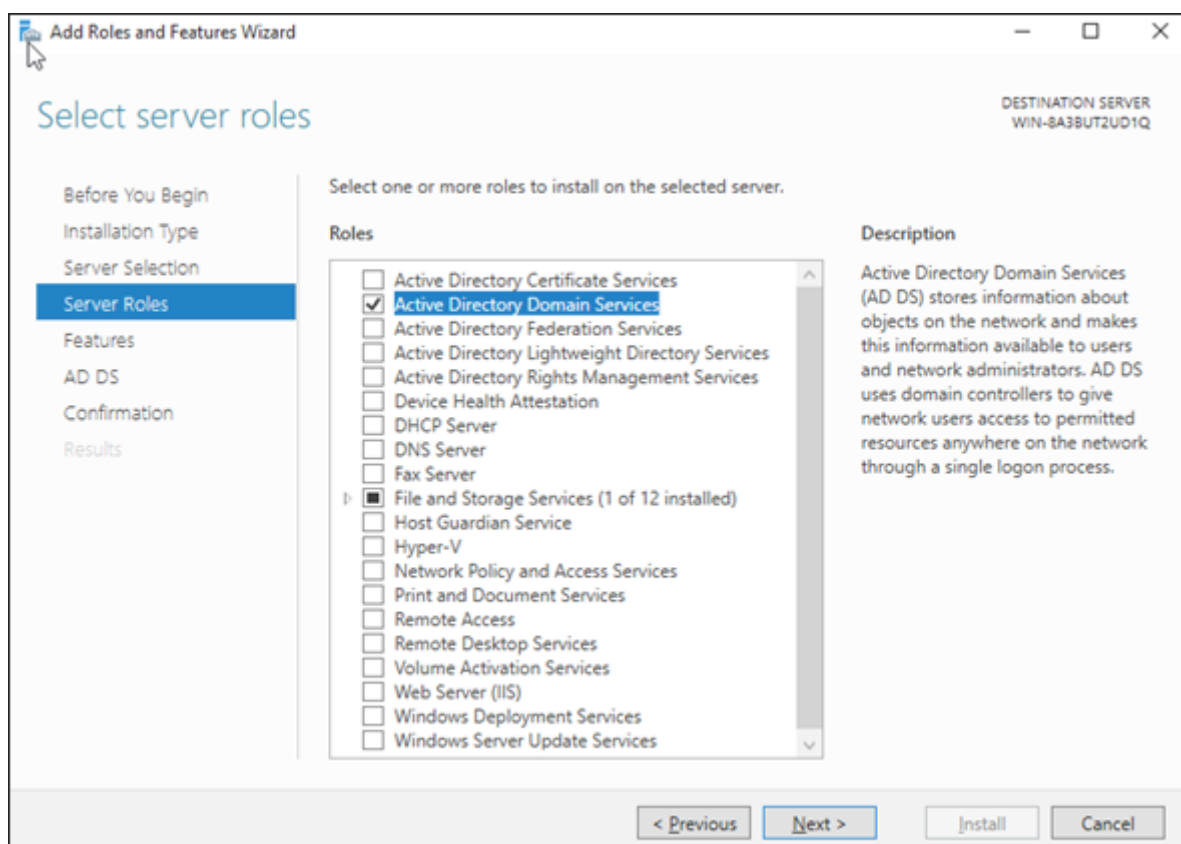 Add Roles and Features Wizard
Select server roles
DESTINATION SERVER
WIN-8A3BUT2UD1Q
Before You Begin
Installation Type
Server Selection
Server Roles
Features
AD DS
Confirmation
Results
Select one or more roles to install on the selected server.
Roles
Active Directory Certificate Services
Active Directory Domain Services
Active Directory Federation Services
Active Directory Lightweight Directory Services
Active Directory Rights Management Services
Device Health Attestation
DHCP Server
DNS Server
Fax Server
File and Storage Services (1 of 12 installed)
Host Guardian Service
Hyper-V
Network Policy and Access Services
Print and Document Services
Remote Access
Remote Desktop Services
Volume Activation Services
Web Server (IIS)
Windows Deployment Services
Windows Server Update Services
Description
Active Directory Domain Services
(AD DS) stores information about
objects on the network and makes
this information available to users
and network administrators. AD DS
uses domain controllers to give
network users access to permitted
resources anywhere on the network
through a single logon process.
< Previous
Next >
Install
Cancel